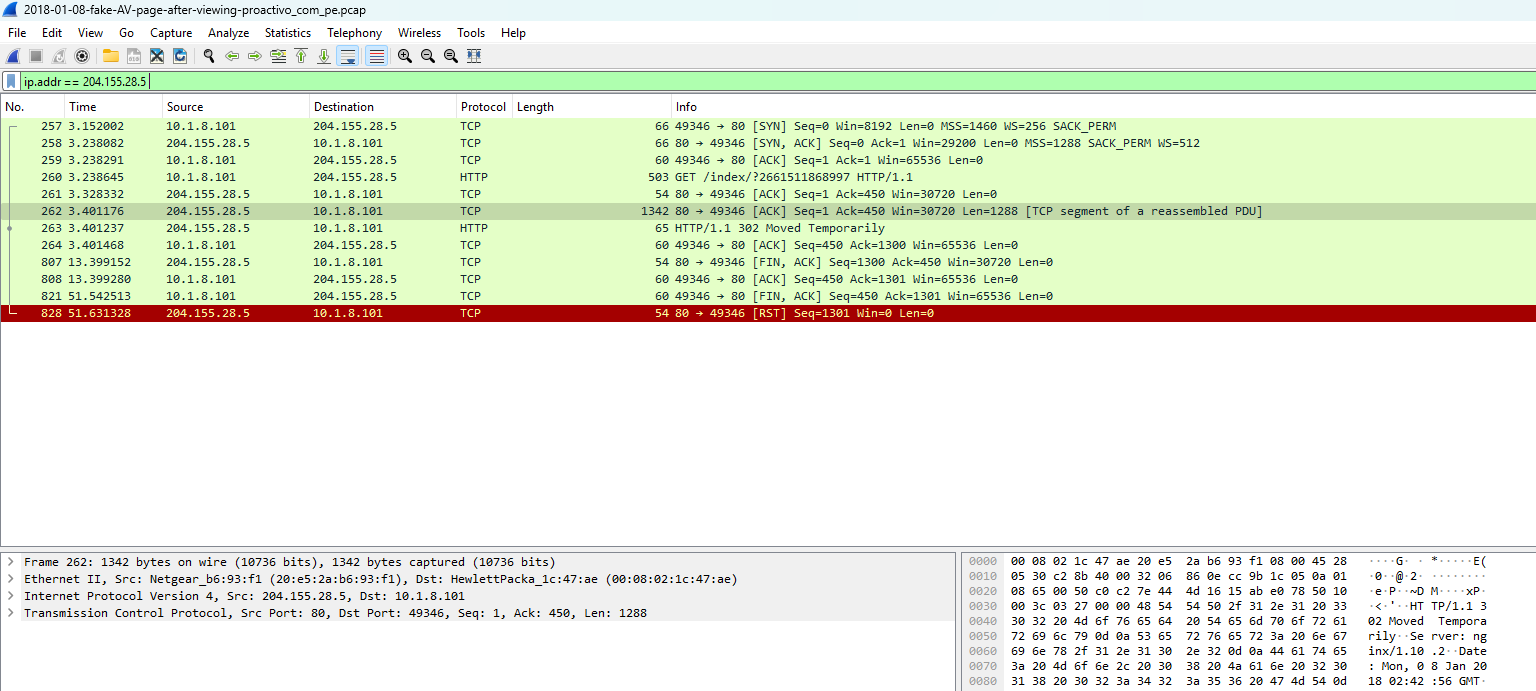 2018-01-08-fake-AV-page-after-viewing-proactivo_com_pe.pcap
File Edit View Go Capture Analyze Statistics Telephony Wireless Tools Help
ip.addr == 204.155.28.5
No. Time Source Destination Protocol Length Info
257 3.152002 10.1.8.101 204.155.28.5 TCP 66 49346 → 80 [SYN] Seq=0 Win=8192 Len=0 MSS=1460 WS=256 SACK_PERM
258 3.238082 204.155.28.5 10.1.8.101 TCP 66 80 → 49346 [SYN, ACK] Seq=0 Ack=1 Win=29200 Len=0 MSS=1288 SACK_PERM WS=512
259 3.238291 10.1.8.101 204.155.28.5 TCP 60 49346 → 80 [ACK] Seq=1 Ack=1 Win=65536 Len=0
260 3.238645 10.1.8.101 204.155.28.5 HTTP 503 GET /index/?2661511868997 HTTP/1.1
261 3.328332 204.155.28.5 10.1.8.101 TCP 54 80 → 49346 [ACK] Seq=1 Ack=450 Win=30720 Len=0
262 3.401176 204.155.28.5 10.1.8.101 TCP 1342 80 → 49346 [ACK] Seq=1 Ack=450 Win=30720 Len=1288 [TCP segment of a reassembled PDU]
263 3.401237 204.155.28.5 10.1.8.101 HTTP 65 HTTP/1.1 302 Moved Temporarily
264 3.401468 10.1.8.101 204.155.28.5 TCP 60 49346 → 80 [ACK] Seq=450 Ack=1300 Win=65536 Len=0
807 13.399152 204.155.28.5 10.1.8.101 TCP 54 80 → 49346 [FIN, ACK] Seq=1300 Ack=450 Win=30720 Len=0
808 13.399280 10.1.8.101 204.155.28.5 TCP 60 49346 → 80 [ACK] Seq=450 Ack=1301 Win=65536 Len=0
821 51.542513 10.1.8.101 204.155.28.5 TCP 60 49346 → 80 [FIN, ACK] Seq=450 Ack=1301 Win=65536 Len=0
828 51.631328 204.155.28.5 10.1.8.101 TCP 54 80 → 49346 [RST] Seq=1301 Win=0 Len=0
Frame 262: 1342 bytes on wire (10736 bits), 1342 bytes captured (10736 bits)
Ethernet II, Src: Netgear_b6:93:f1 (20:e5:2a:b6:93:f1), Dst: HewlettPacka_1c:47:ae (00:08:02:1c:47:ae)
Internet Protocol Version 4, Src: 204.155.28.5, Dst: 10.1.8.101
Transmission Control Protocol, Src Port: 80, Dst Port: 49346, Seq: 1, Ack: 450, Len: 1288
0000 00 08 02 1c 47 ae 20 e5 2a b6 93 f1 08 00 45 28 ····G· · *·····E(
0010 05 30 c2 8b 40 00 32 06 86 0e cc 9b 1c 05 0a 01 ·0··@·2· ········
0020 08 65 00 50 c0 c2 7e 44 4d 16 15 ab e0 78 50 10 ·e·P··~D M····xP·
0030 00 3c 03 27 00 00 48 54 54 50 2f 31 2e 31 20 33 ·<·'··HT TP/1.1 3
0040 30 32 20 4d 6f 76 65 64 20 54 65 6d 70 6f 72 61 02 Moved Tempora
0050 72 69 6c 79 0d 0a 53 65 72 76 65 72 3a 20 6e 67 rily··Se rver: ng
0060 69 6e 78 2f 31 2e 31 30 2e 32 0d 0a 44 61 74 65 inx/1.10 .2··Date
0070 3a 20 4d 6f 6e 2c 20 30 38 20 4a 61 6e 20 32 30 : Mon, 0 8 Jan 20
0080 31 38 20 30 32 3a 34 32 3a 35 36 20 47 4d 54 0d 18 02:42 :56 GMT·